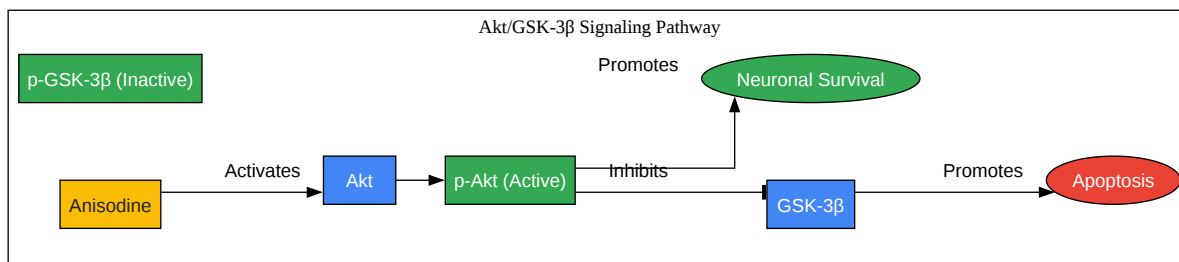 Akt/GSK-3β Signaling Pathway
p-GSK-3β (Inactive)
Promotes
Neuronal Survival
Activates
Akt
p-Akt (Active)
Inhibits
Promotes
Apoptosis
Anisodine
GSK-3β